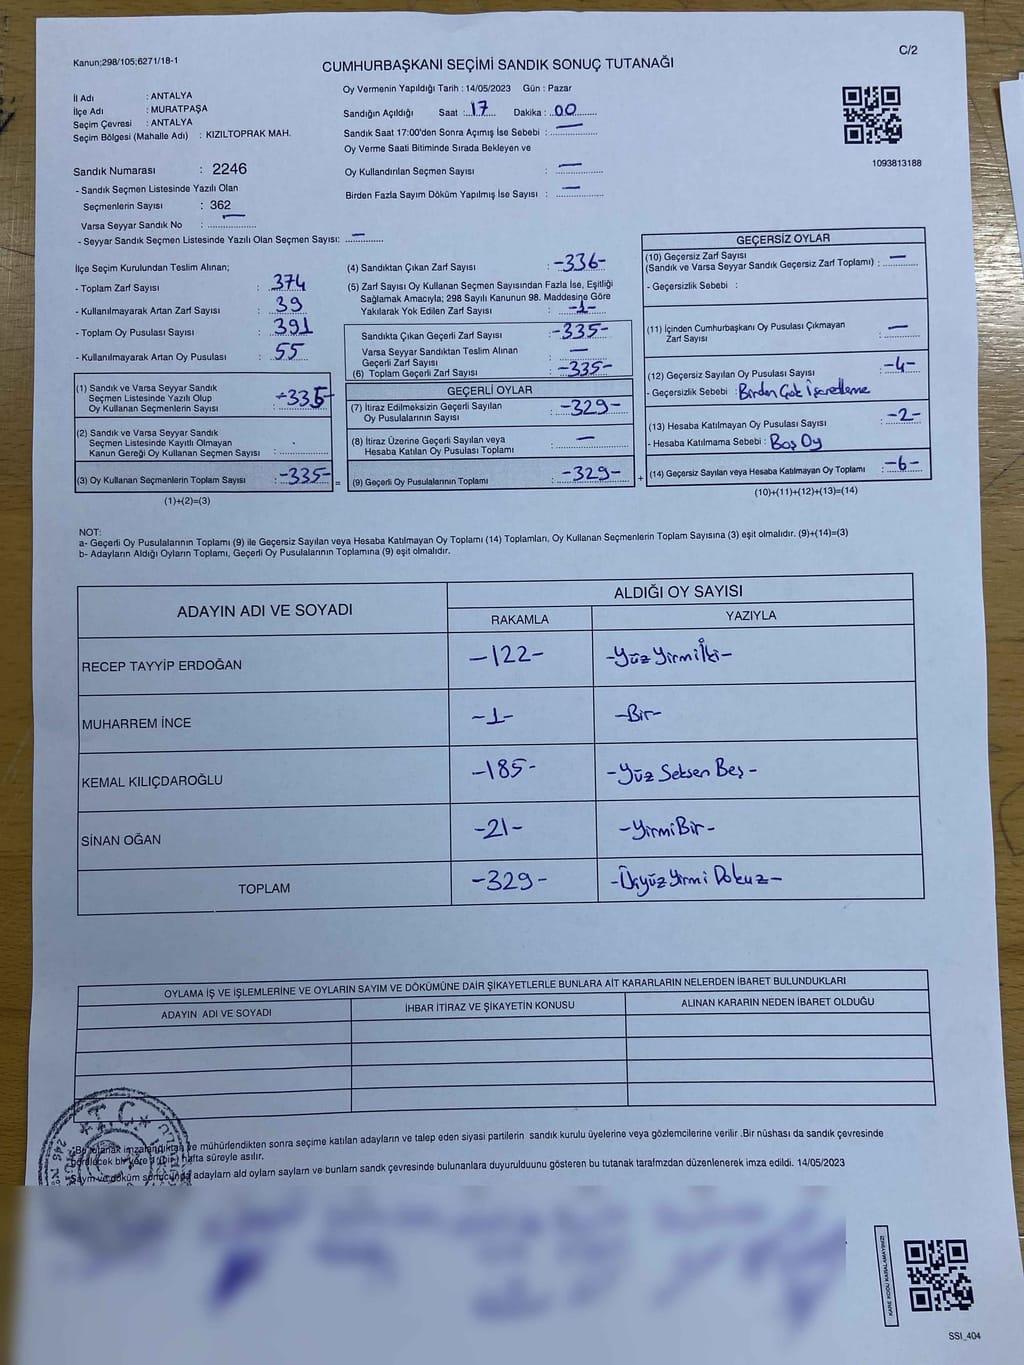 Kanun;298/105;6271/18-1
C/2
CUMHURBAŞKANI SEÇİMİ SANDIK SONUÇ TUTANAĞI
İl Adı : ANTALYA
İlçe Adı : MURATPAŞA
Seçim Çevresi : ANTALYA
Seçim Bölgesi (Mahalle Adı) : KIZILTOPRAK MAH.
Sandık Numarası : 2246
- Sandık Seçmen Listesinde Yazılı Olan
Seçmenlerin Sayısı : 362
Varsa Seyyar Sandık No : —
- Seyyar Sandık Seçmen Listesinde Yazılı Olan Seçmen Sayısı: —
Oy Vermenin Yapıldığı Tarih : 14/05/2023 Gün : Pazar
Sandığın Açıldığı Saat : 17 Dakika : 00
Sandık Saat 17:00'den Sonra Açımış İse Sebebi : —
Oy Verme Saati Bitiminde Sırada Bekleyen ve
Oy Kullandırılan Seçmen Sayısı : —
Birden Fazla Sayım Döküm Yapılmış İse Sayısı : —
1093813188
İlçe Seçim Kurulundan Teslim Alınan;
- Toplam Zarf Sayısı : 374
- Kullanılmayarak Artan Zarf Sayısı : 39
- Toplam Oy Pusulası Sayısı : 391
- Kullanılmayarak Artan Oy Pusulası : 55
(1) Sandık ve Varsa Seyyar Sandık
Seçmen Listesinde Yazılı Olup
Oy Kullanan Seçmenlerin Sayısı : -335-
(2) Sandık ve Varsa Seyyar Sandık
Seçmen Listesinde Kayıtlı Olmayan
Kanun Gereği Oy Kullanan Seçmen Sayısı :
(3) Oy Kullanan Seçmenlerin Toplam Sayısı : -335-
(1)+(2)=(3)
(4) Sandıktan Çıkan Zarf Sayısı : -336-
(5) Zarf Sayısı Oy Kullanan Seçmen Sayısından Fazla İse, Eşitliği
Sağlamak Amacıyla; 298 Sayılı Kanunun 98. Maddesine Göre
Yakılarak Yok Edilen Zarf Sayısı : -1-
Sandıkta Çıkan Geçerli Zarf Sayısı : -335-
Varsa Seyyar Sandıktan Teslim Alınan
Geçerli Zarf Sayısı : —
(6) Toplam Geçerli Zarf Sayısı : -335-
GEÇERLİ OYLAR
(7) İtiraz Edilmeksizin Geçerli Sayılan
Oy Pusulalarının Sayısı : -329-
(8) İtiraz Üzerine Geçerli Sayılan veya
Hesaba Katılan Oy Pusulası Toplamı : —
= (9) Geçerli Oy Pusulalarının Toplamı : -329- +
GEÇERSİZ OYLAR
(10) Geçersiz Zarf Sayısı
(Sandık ve Varsa Seyyar Sandık Geçersiz Zarf Toplamı) : —
- Geçersizlik Sebebi :
(11) İçinden Cumhurbaşkanı Oy Pusulası Çıkmayan
Zarf Sayısı : —
(12) Geçersiz Sayılan Oy Pusulası Sayısı : -4-
- Geçersizlik Sebebi : Birden Çok İşaretleme
(13) Hesaba Katılmayan Oy Pusulası Sayısı : -2-
- Hesaba Katılmama Sebebi : Boş Oy
(14) Geçersiz Sayılan veya Hesaba Katılmayan Oy Toplamı : -6-
(10)+(11)+(12)+(13)=(14)
NOT:
a- Geçerli Oy Pusulalarının Toplamı (9) ile Geçersiz Sayılan veya Hesaba Katılmayan Oy Toplamı (14) Toplamları, Oy Kullanan Seçmenlerin Toplam Sayısına (3) eşit olmalıdır. (9)+(14)=(3)
b- Adayların Aldığı Oyların Toplamı, Geçerli Oy Pusulalarının Toplamına (9) eşit olmalıdır.
ADAYIN ADI VE SOYADI
ALDIĞI OY SAYISI
RAKAMLA YAZIYLA
RECEP TAYYİP ERDOĞAN -122- -Yüz Yirmi İki-
MUHARREM İNCE -1- -Bir-
KEMAL KILIÇDAROĞLU -185- -Yüz Seksen Beş-
SİNAN OĞAN -21- -Yirmi Bir-
TOPLAM -329- -Üçyüz Yirmi Dokuz-
OYLAMA İŞ VE İŞLEMLERİNE VE OYLARIN SAYIM VE DÖKÜMÜNE DAİR ŞİKAYETLERLE BUNLARA AİT KARARLARIN NELERDEN İBARET BULUNDUKLARI
ADAYIN ADI VE SOYADI İHBAR İTİRAZ VE ŞİKAYETİN KONUSU ALINAN KARARIN NEDEN İBARET OLDUĞU
T.C.
*Bu tutanak imzalandıktan ve mühürlendikten sonra seçime katılan adayların ve talep eden siyasi partilerin sandık kurulu üyelerine veya gözlemcilerine verilir .Bir nüshası da sandık çevresinde
görülecek bir yere 1 (bir) hafta süreyle asılır.
*Sayım ve döküm sonucunda adayların ald oylarn sayları ve bunlarn sandk çevresinde bulunanlara duyurulduunu gösteren bu tutanak tarafmzdan düzenlenerek imza edildi. 14/05/2023
KARE KODU KARALAMAYINIZ!
SSI_404